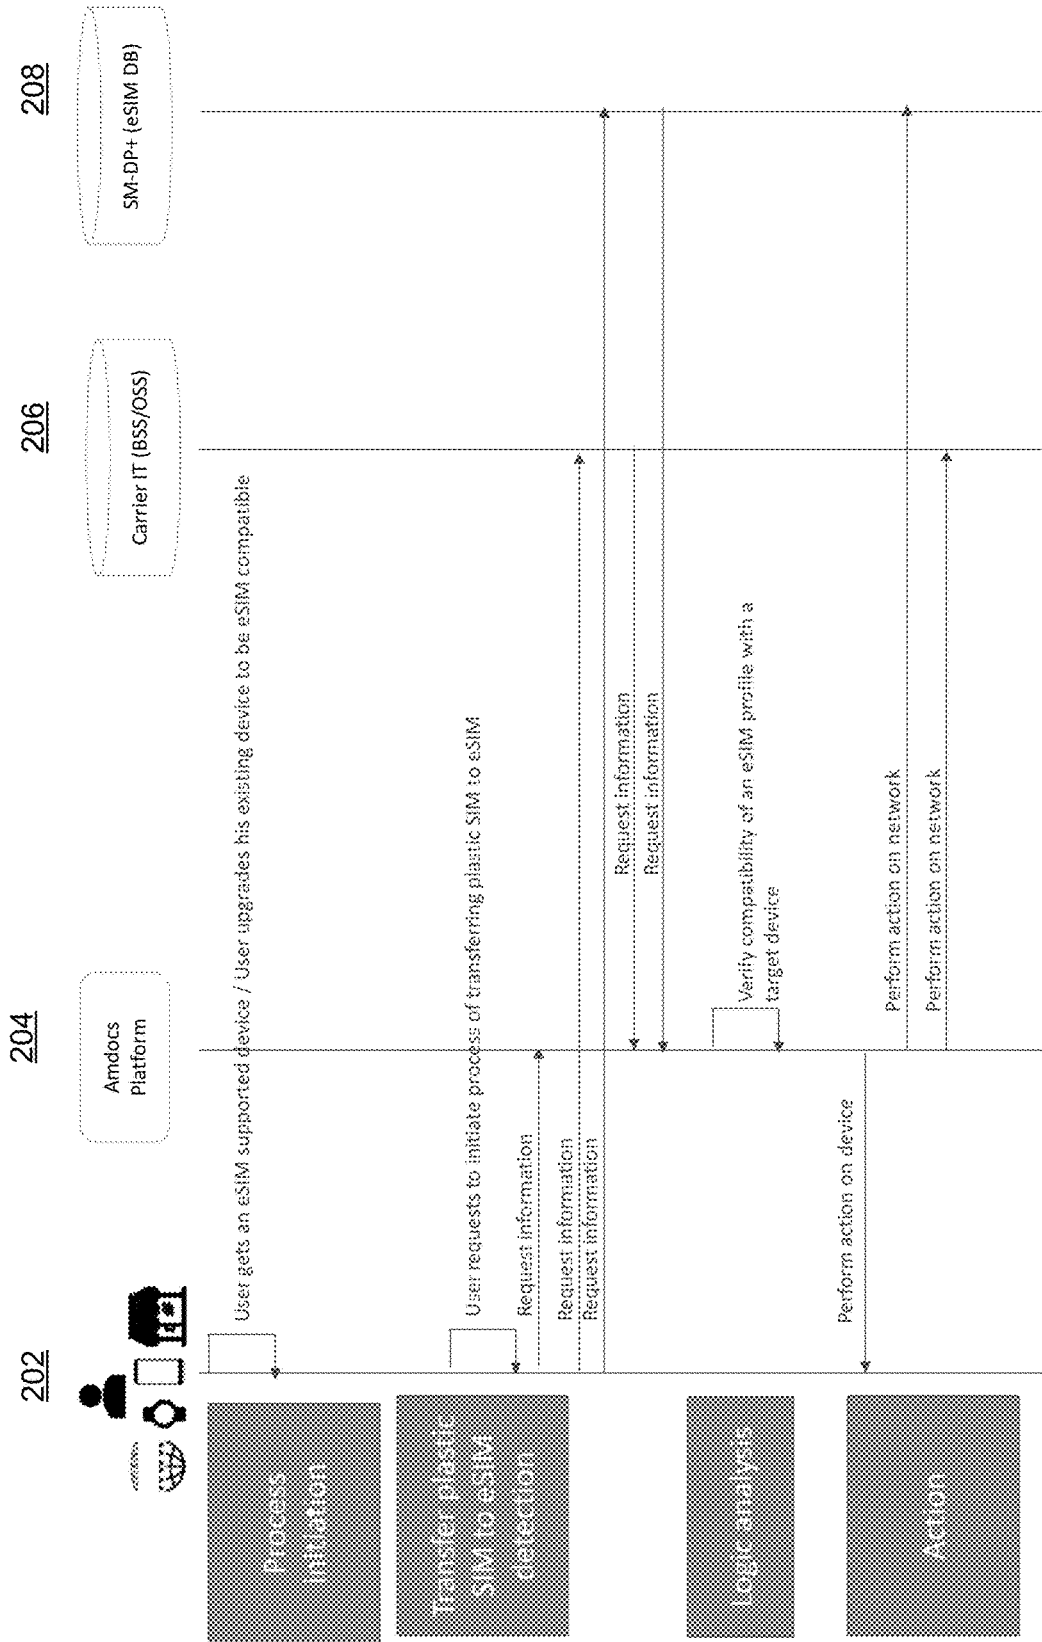 202
204
206
208
Amdocs
Platform
Carrier IT (BSS/OSS)
SM-DP+ (eSIM DB)
Process
initiation
User gets an eSIM supported device / User upgrades his existing device to be eSIM compatible
Transfer plastic
SIM to eSIM
detection
User requests to initiate process of transferring plastic SIM to eSIM
Request information
Request information
Request information
Request information
Request information
Logic analysis
Verify compatibility of an eSIM profile with a
target device
Action
Perform action on device
Perform action on network
Perform action on network